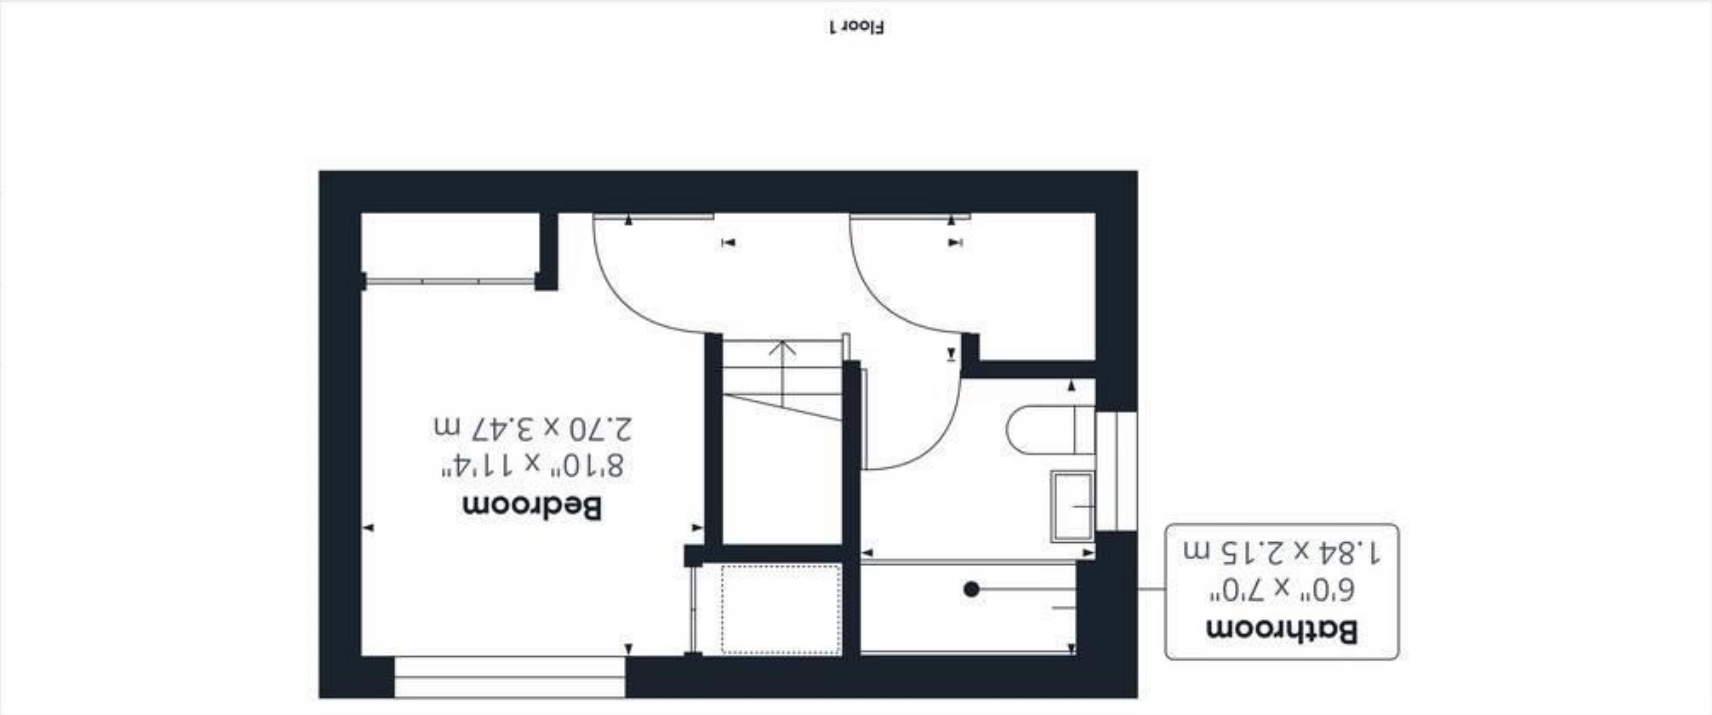 Bathroom
6'0" x 7'0"
1.84 x 2.15 m
Bedroom
8'10" x 11'4"
2.70 x 3.47 m
Floor 1